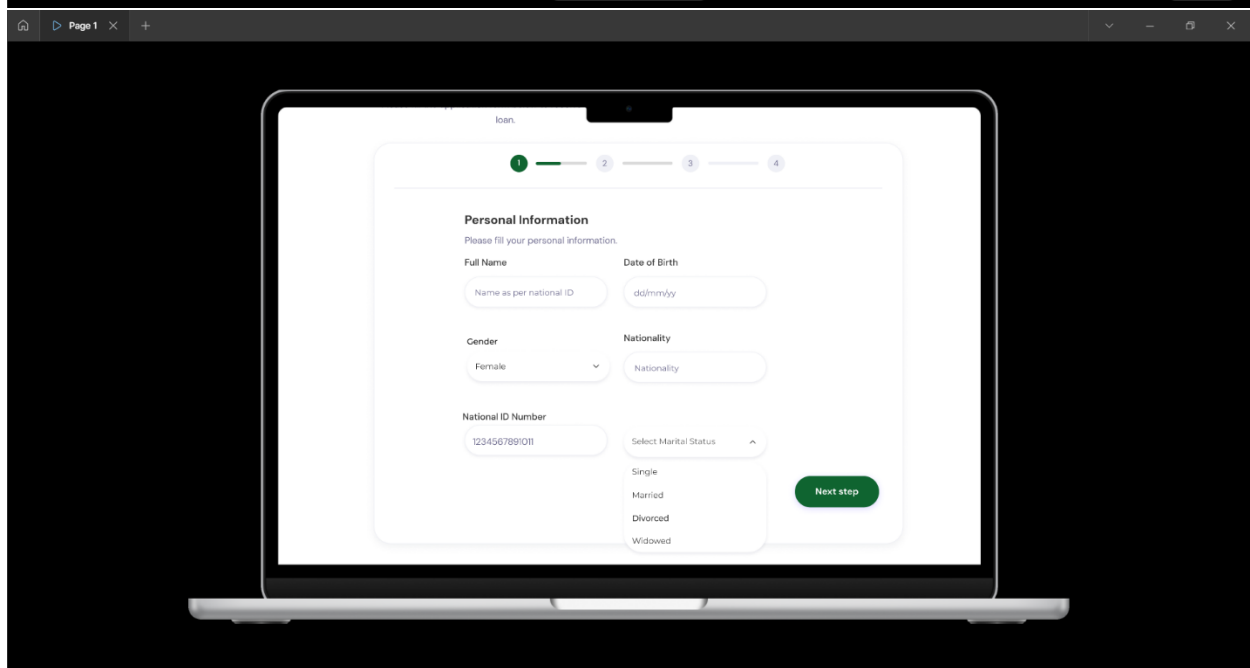 Page 1
loan.
1 2 3 4
Personal Information
Please fill your personal information.
Full Name Date of Birth
Name as per national ID dd/mm/yy
Gender Nationality
Female Nationality
National ID Number
1234567891011 Select Marital Status
Single
Married
Next step
Divorced
Widowed